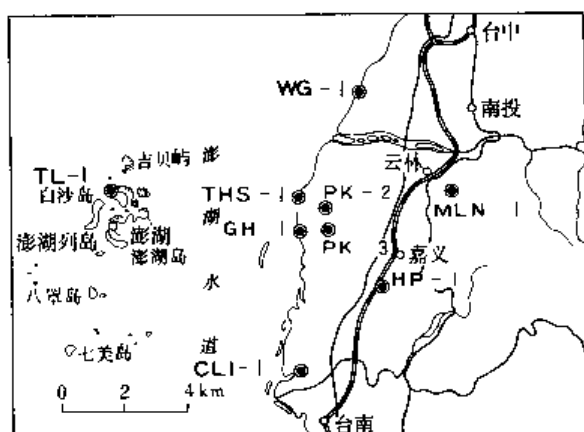 台中
WG-1
南投
吉贝屿
澎
湖
水
道
云林
TL-1
白沙岛
THS-1
PK-2
MLN 1
GH 1
PK 3
澎湖列岛
澎湖
澎湖岛
嘉义
HP-1
八罩岛
七美岛
CLI-1
0 2 4 km
台南